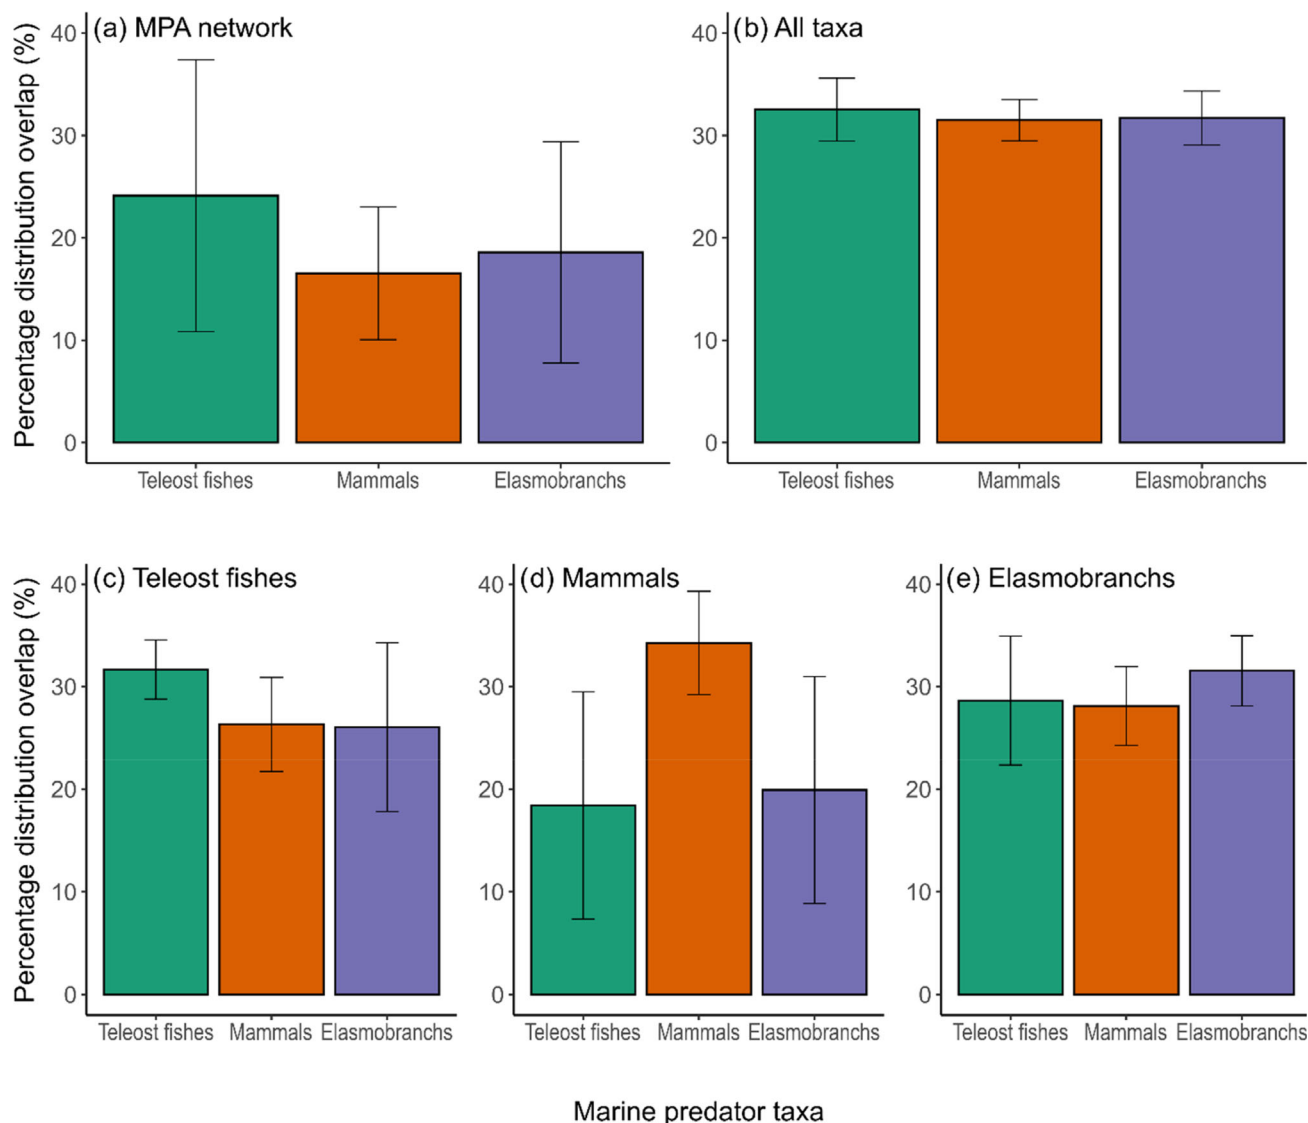 (a) MPA network
(b) All taxa
Percentage distribution overlap (%)
40
30
20
10
0
Teleost fishes Mammals Elasmobranchs
40
30
20
10
0
Teleost fishes Mammals Elasmobranchs
(c) Teleost fishes
(d) Mammals
(e) Elasmobranchs
Percentage distribution overlap (%)
40
30
20
10
0
Teleost fishes Mammals Elasmobranchs
40
30
20
10
0
Teleost fishes Mammals Elasmobranchs
40
30
20
10
0
Teleost fishes Mammals Elasmobranchs
Marine predator taxa